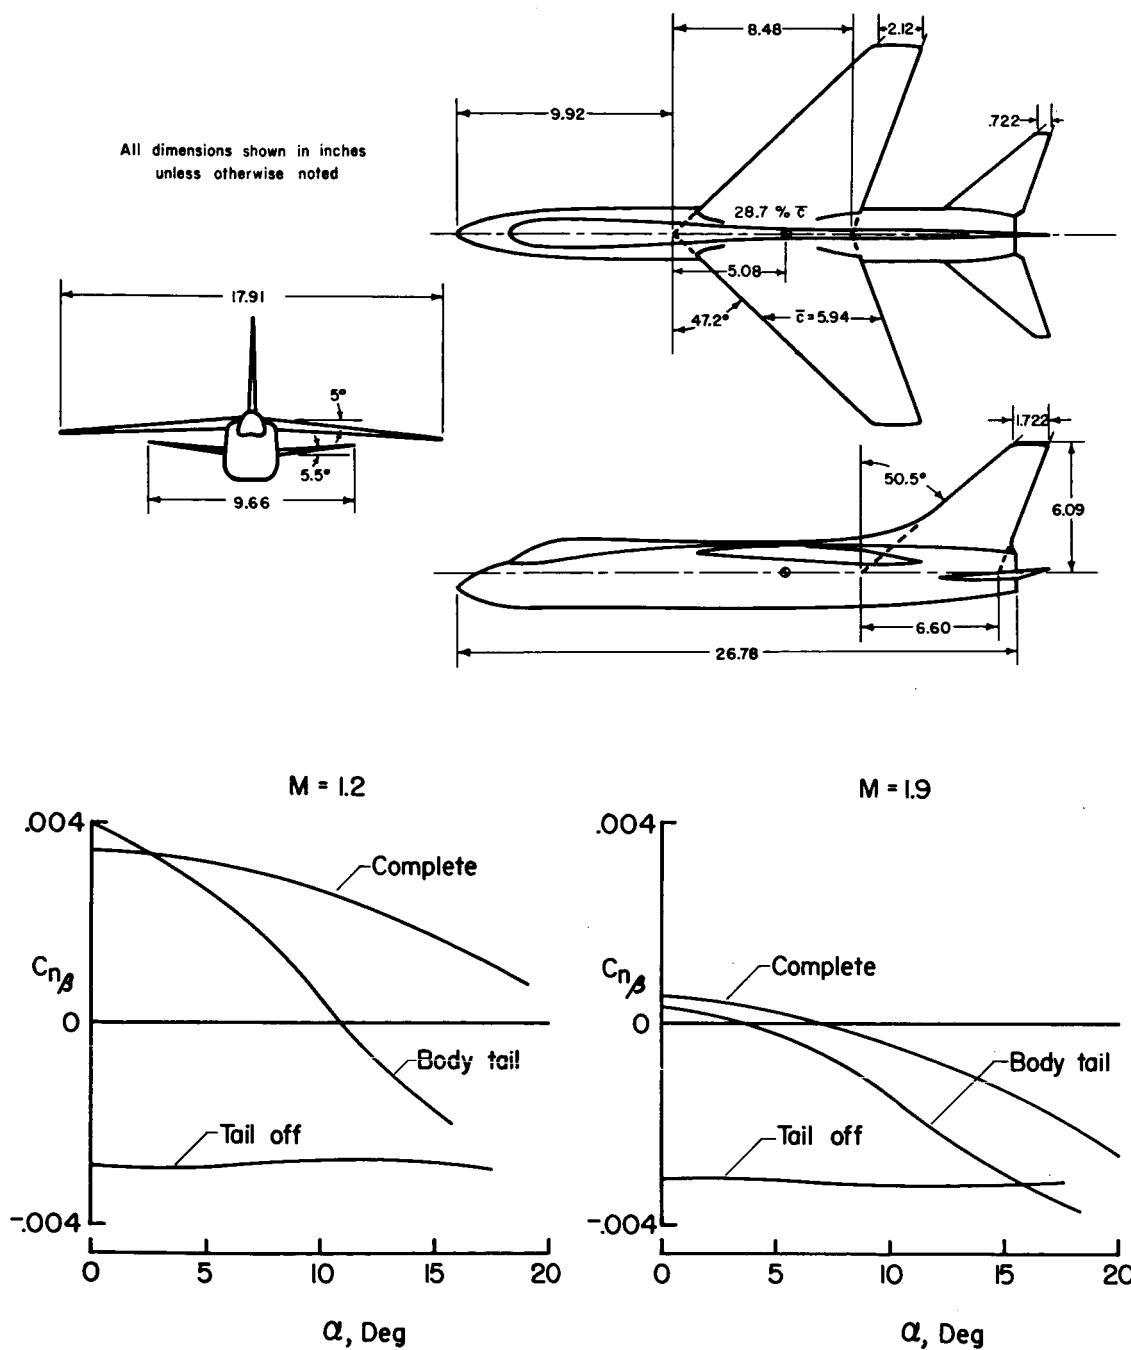 8.48
2.12
9.92
.722
All dimensions shown in inches
unless otherwise noted
28.7 % c̅
5.08
17.91
47.2°
c̅ = 5.94
5°
1.722
5.5°
50.5°
9.66
6.09
6.60
26.78
M = 1.2
M = 1.9
.004
.004
Complete
Complete
Cnβ
Cnβ
0
0
Body tail
Body tail
Tail off
Tail off
-.004
-.004
0 5 10 15 20
0 5 10 15 20
α, Deg
α, Deg